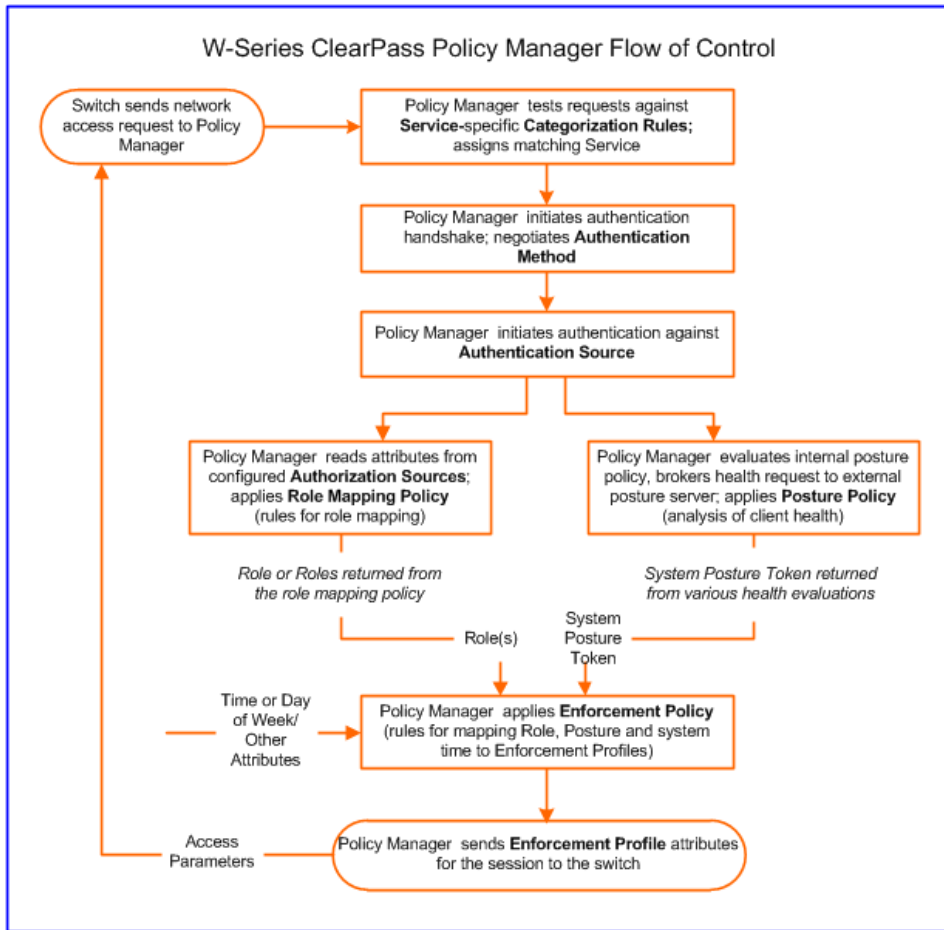 W-Series ClearPass Policy Manager Flow of Control
Switch sends network
access request to Policy
Manager
Policy Manager tests requests against
Service-specific Categorization Rules;
assigns matching Service
Policy Manager initiates authentication
handshake; negotiates Authentication
Method
Policy Manager initiates authentication against
Authentication Source
Policy Manager reads attributes from
configured Authorization Sources;
applies Role Mapping Policy
(rules for role mapping)
Policy Manager evaluates internal posture
policy, brokers health request to external
posture server; applies Posture Policy
(analysis of client health)
Role or Roles returned from
the role mapping policy
System Posture Token returned
from various health evaluations
Role(s)
System
Posture
Token
Time or Day
of Week/
Other
Attributes
Policy Manager applies Enforcement Policy
(rules for mapping Role, Posture and system
time to Enforcement Profiles)
Access
Parameters
Policy Manager sends Enforcement Profile attributes
for the session to the switch